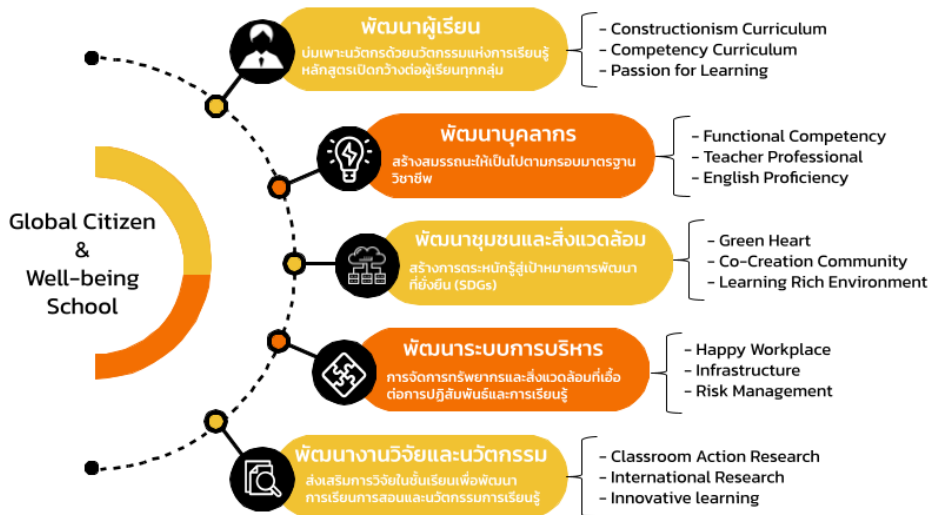 Global Citizen
&
Well-being
School
พัฒนาผู้เรียน
บ่มเพาะนวัตกรด้วยนวัตกรรมแห่งการเรียนรู้
หลักสูตรเปิดกว้างต่อผู้เรียนทุกกลุ่ม
- Constructionism Curriculum
- Competency Curriculum
- Passion for Learning
พัฒนาบุคลากร
สร้างสมรรถนะให้เป็นไปตามกรอบมาตรฐาน
วิชาชีพ
- Functional Competency
- Teacher Professional
- English Proficiency
พัฒนาชุมชนและสิ่งแวดล้อม
สร้างการตระหนักรู้สู่เป้าหมายการพัฒนา
ที่ยั่งยืน (SDGs)
- Green Heart
- Co-Creation Community
- Learning Rich Environment
พัฒนาระบบการบริหาร
การจัดการทรัพยากรและสิ่งแวดล้อมที่เอื้อ
ต่อการปฏิสัมพันธ์และการเรียนรู้
- Happy Workplace
- Infrastructure
- Risk Management
พัฒนางานวิจัยและนวัตกรรม
ส่งเสริมการวิจัยในชั้นเรียนเพื่อพัฒนา
การเรียนการสอนและนวัตกรรมการเรียนรู้
- Classroom Action Research
- International Research
- Innovative learning